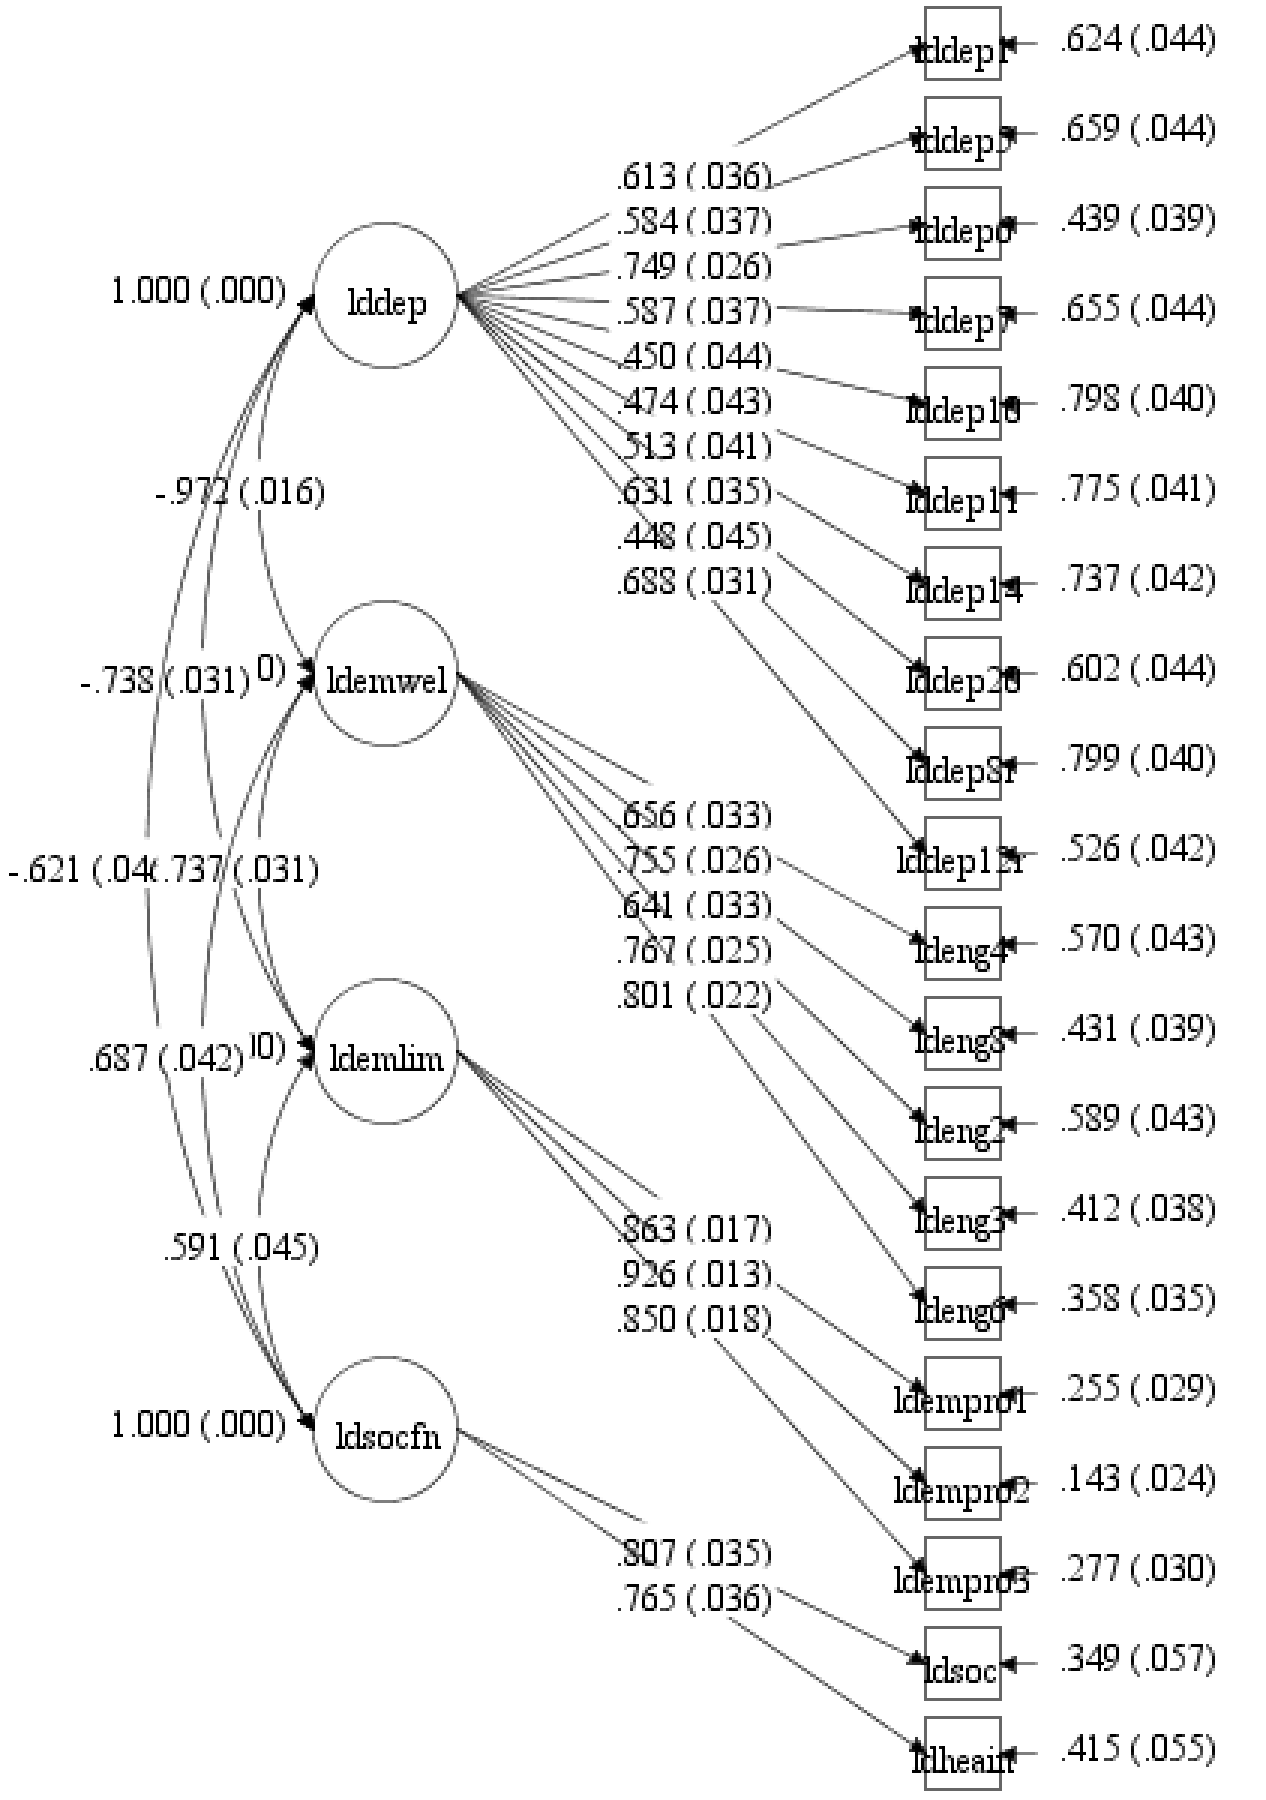 lddep1 .624 (.044)
lddep5 .659 (.044)
.613 (.036)
.584 (.037) lddep6 .439 (.039)
.749 (.026)
1.000 (.000) lddep .587 (.037) lddep7 .655 (.044)
.450 (.044)
.474 (.043) .798 (.040)
.513 (.041)
-.972 (.016) .631 (.035) lddep11 .775 (.041)
.448 (.045)
.688 (.031) lddep14 .737 (.042)
-.738 (.031) 0) ldemwel lddep20 .602 (.044)
lddep8r .799 (.040)
.656 (.033)
.755 (.026) lddep12r .526 (.042)
-.621 (.04 .737 (.031)
.641 (.033)
.767 (.025) ldeng4 .570 (.043)
.801 (.022)
.687 (.042) 0) ldemlim .431 (.039)
ldeng2 .589 (.043)
.863 (.017) ldeng3 .412 (.038)
.591 (.045) .926 (.013)
.850 (.018) ldeng6 .358 (.035)
ldempro1 .255 (.029)
1.000 (.000) ldsocfn
ldempro2 .143 (.024)
.807 (.035) ldempro3 .277 (.030)
.765 (.036)
ldsoc .349 (.057)
ldheain .415 (.055)